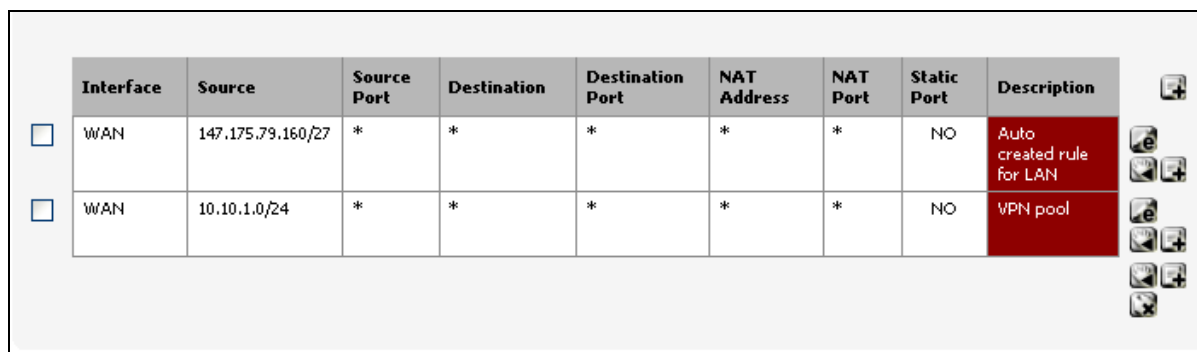 Interface Source Source Port Destination Destination Port NAT Address NAT Port Static Port Description
WAN 147.175.79.160/27 * * * * * NO Auto created rule for LAN
WAN 10.10.1.0/24 * * * * * NO VPN pool